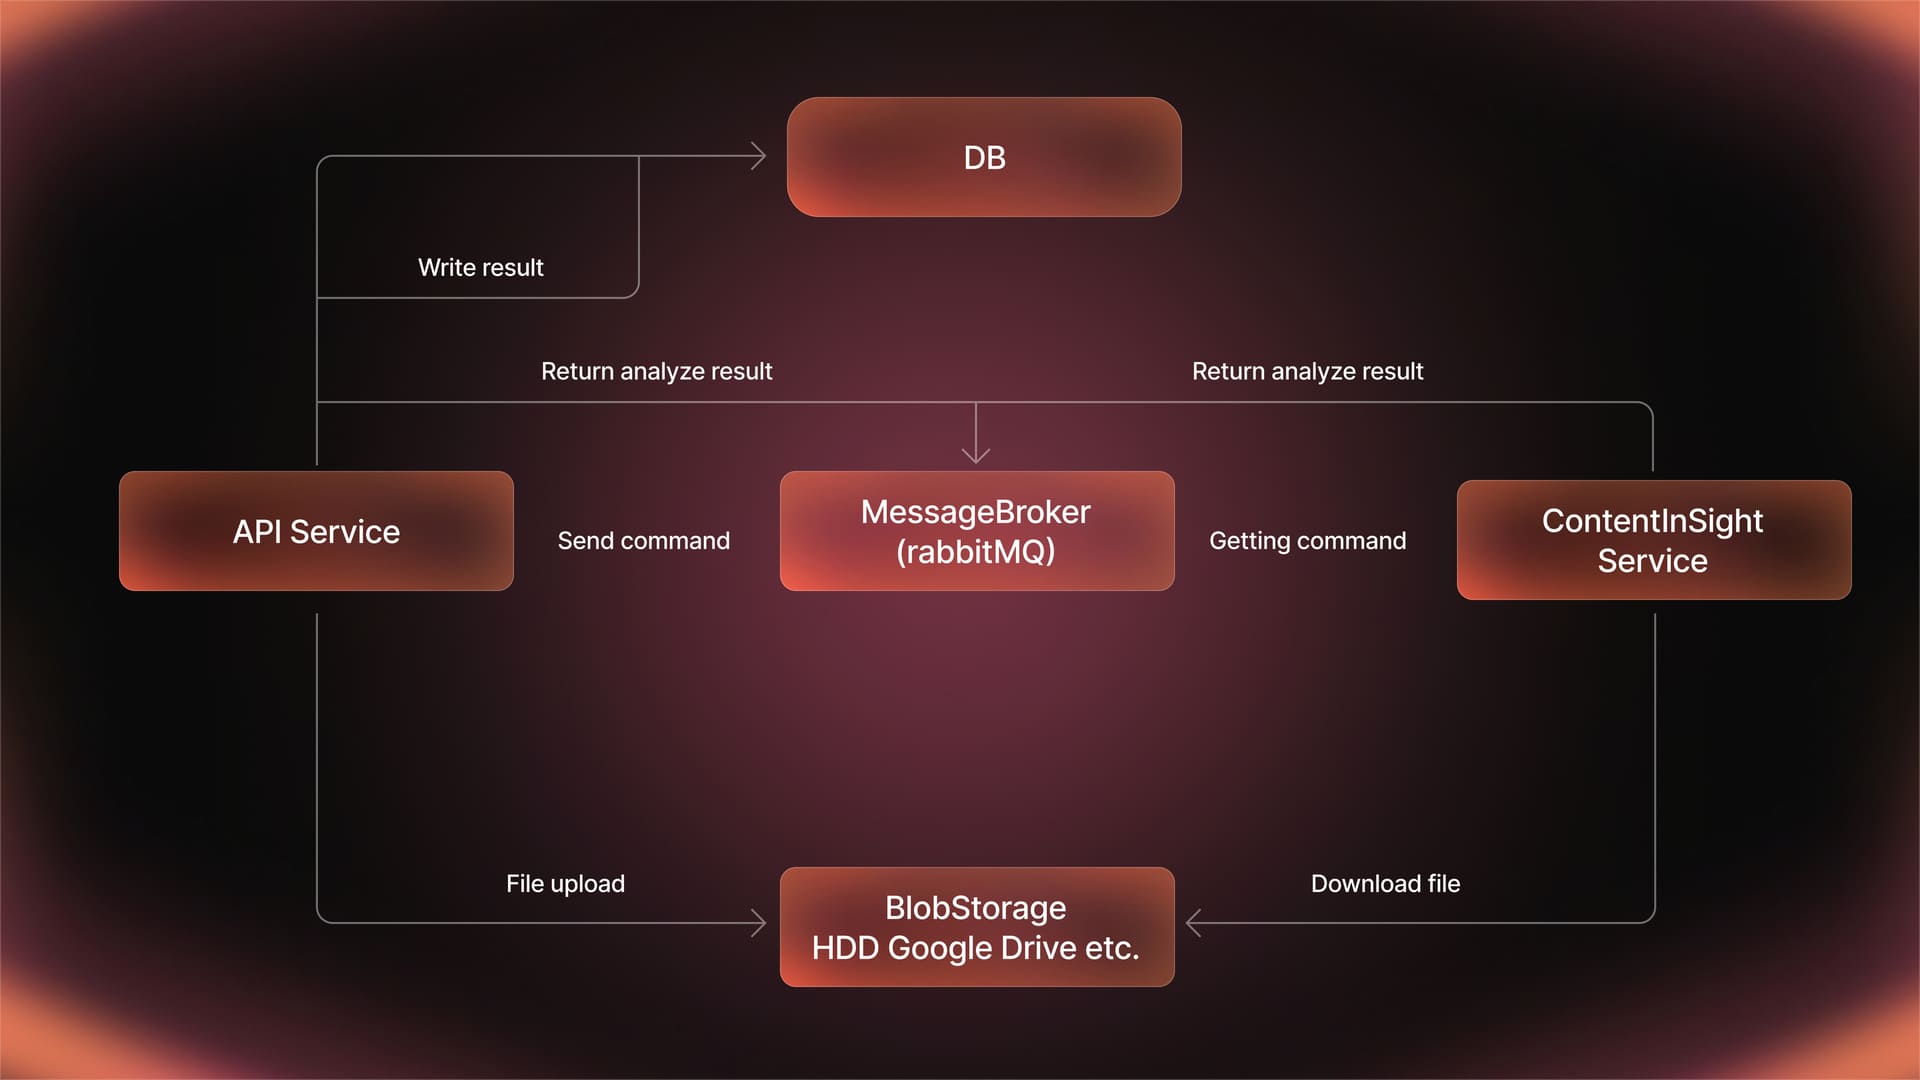 DB
Write result
Return analyze result
Return analyze result
API Service
Send command
MessageBroker
(rabbitMQ)
Getting command
ContentInSight
Service
File upload
BlobStorage
HDD Google Drive etc.
Download file